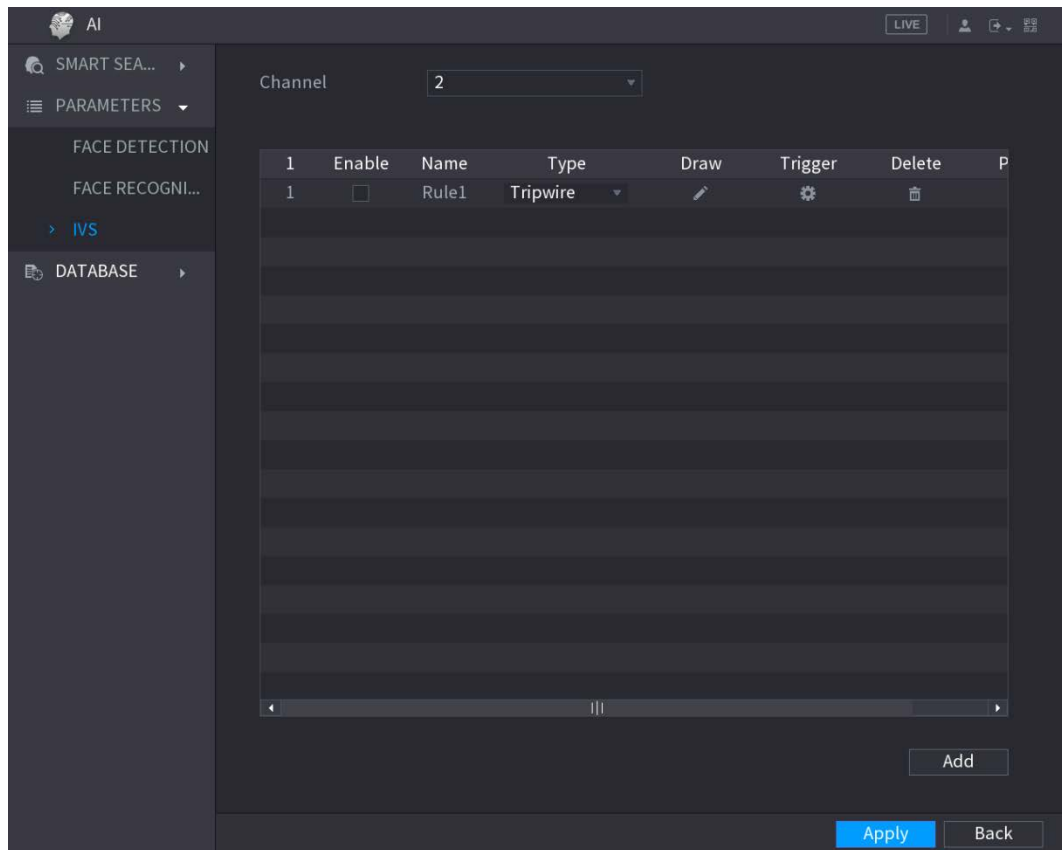 AI
LIVE
SMART SEA...
PARAMETERS
FACE DETECTION
FACE RECOGNI...
IVS
DATABASE
Channel 2
1 Enable Name Type Draw Trigger Delete P
1 Rule1 Tripwire
Add
Apply Back